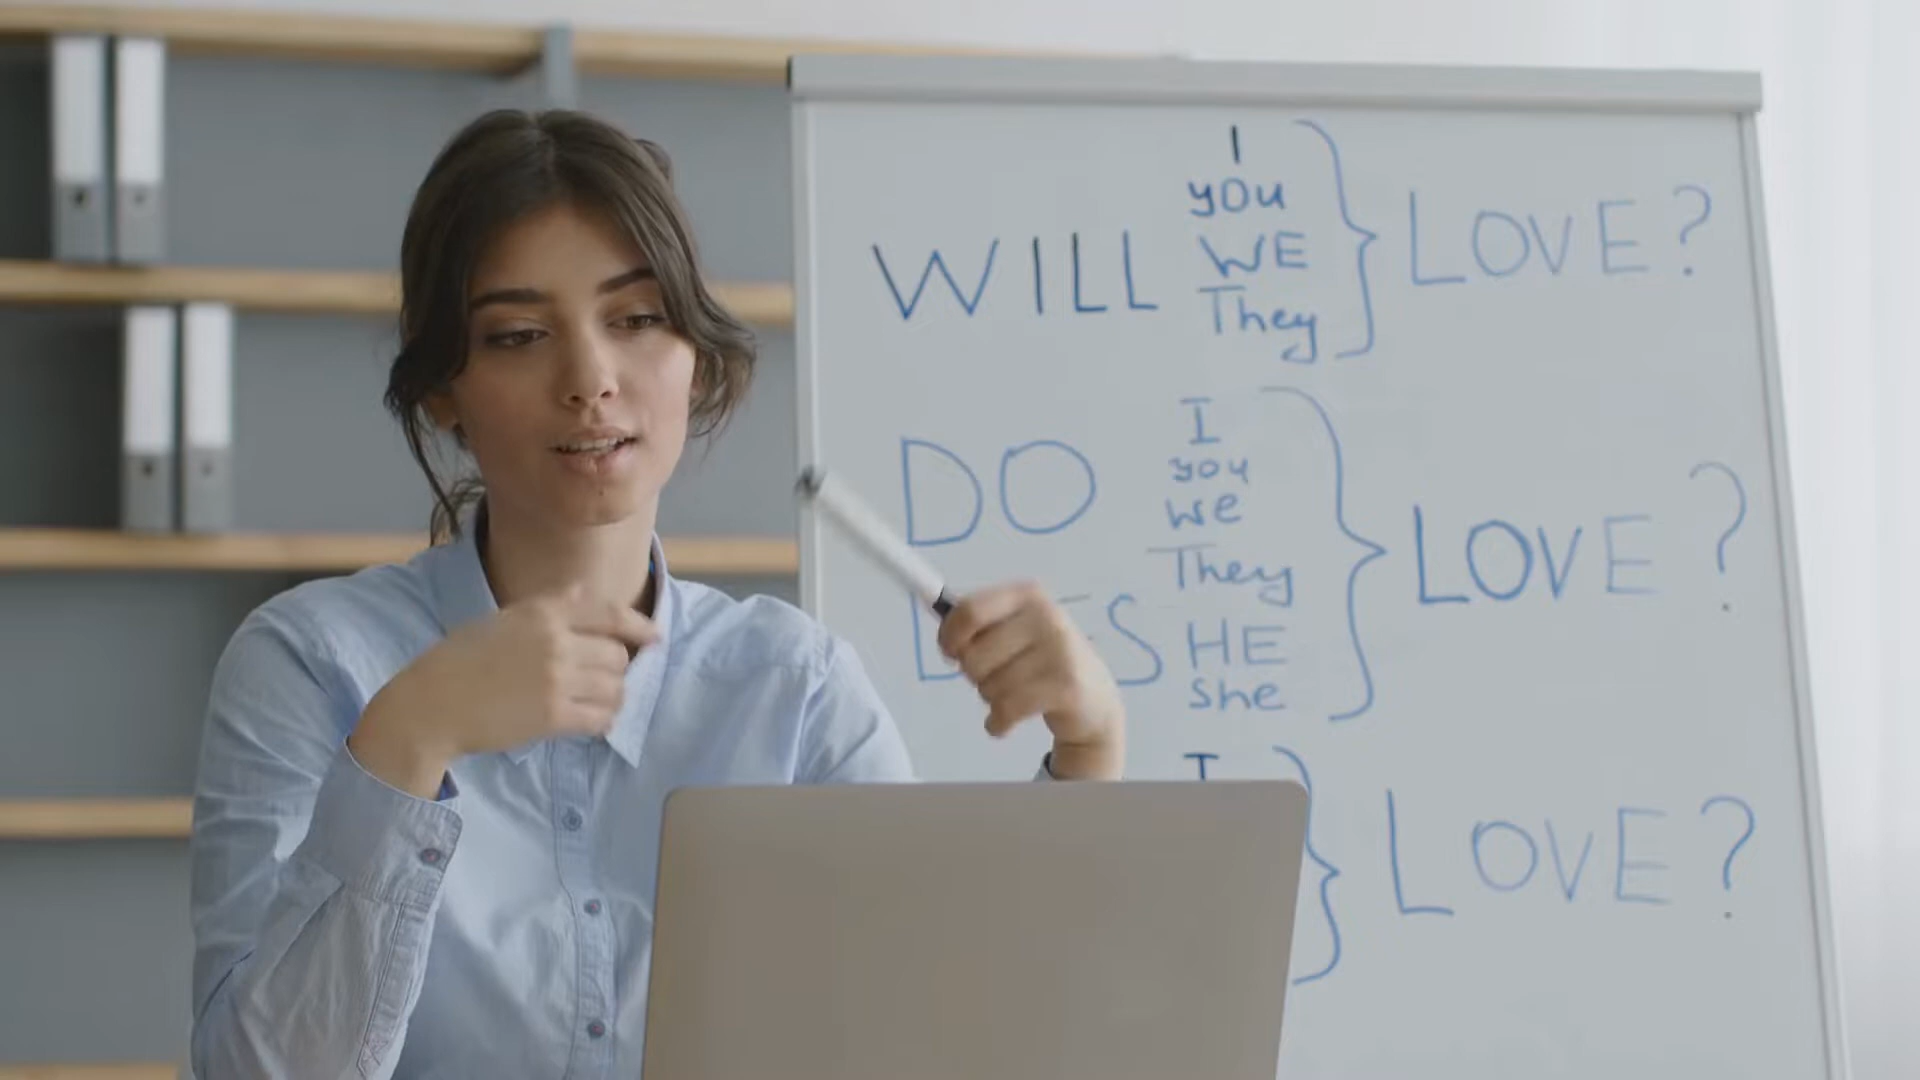 I
you
WILL WE LOVE?
They
I
you
DO we
They LOVE?
HE
she
I
LOVE?